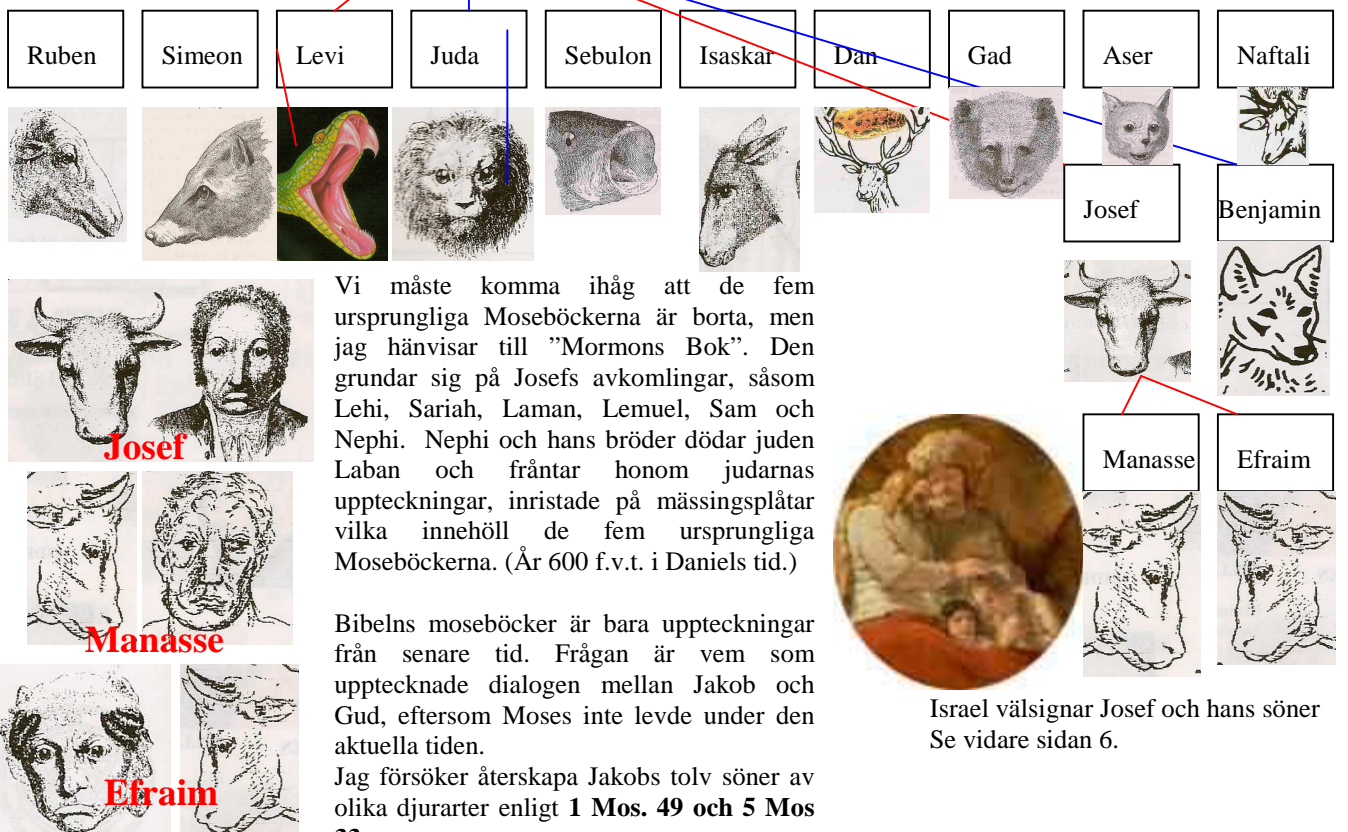 Ruben
Simeon
Levi
Juda
Sebulon
Isaskar
Dan
Gad
Aser
Naftali
Josef
Benjamin
Manasse
Efraim
Josef
Manasse
Efraim
Vi måste komma ihåg att de fem
ursprungliga Moseböckerna är borta, men
jag hänvisar till ”Mormons Bok”. Den
grundar sig på Josefs avkomlingar, såsom
Lehi, Sariah, Laman, Lemuel, Sam och
Nephi. Nephi och hans bröder dödar juden
Laban och fråntar honom judarnas
uppteckningar, inristade på mässingsplåtar
vilka innehöll de fem ursprungliga
Moseböckerna. (År 600 f.v.t. i Daniels tid.)
Bibelns moseböcker är bara uppteckningar
från senare tid. Frågan är vem som
upptecknade dialogen mellan Jakob och
Gud, eftersom Moses inte levde under den
aktuella tiden.
Jag försöker återskapa Jakobs tolv söner av
olika djurarter enligt 1 Mos. 49 och 5 Mos
Israel välsignar Josef och hans söner
Se vidare sidan 6.